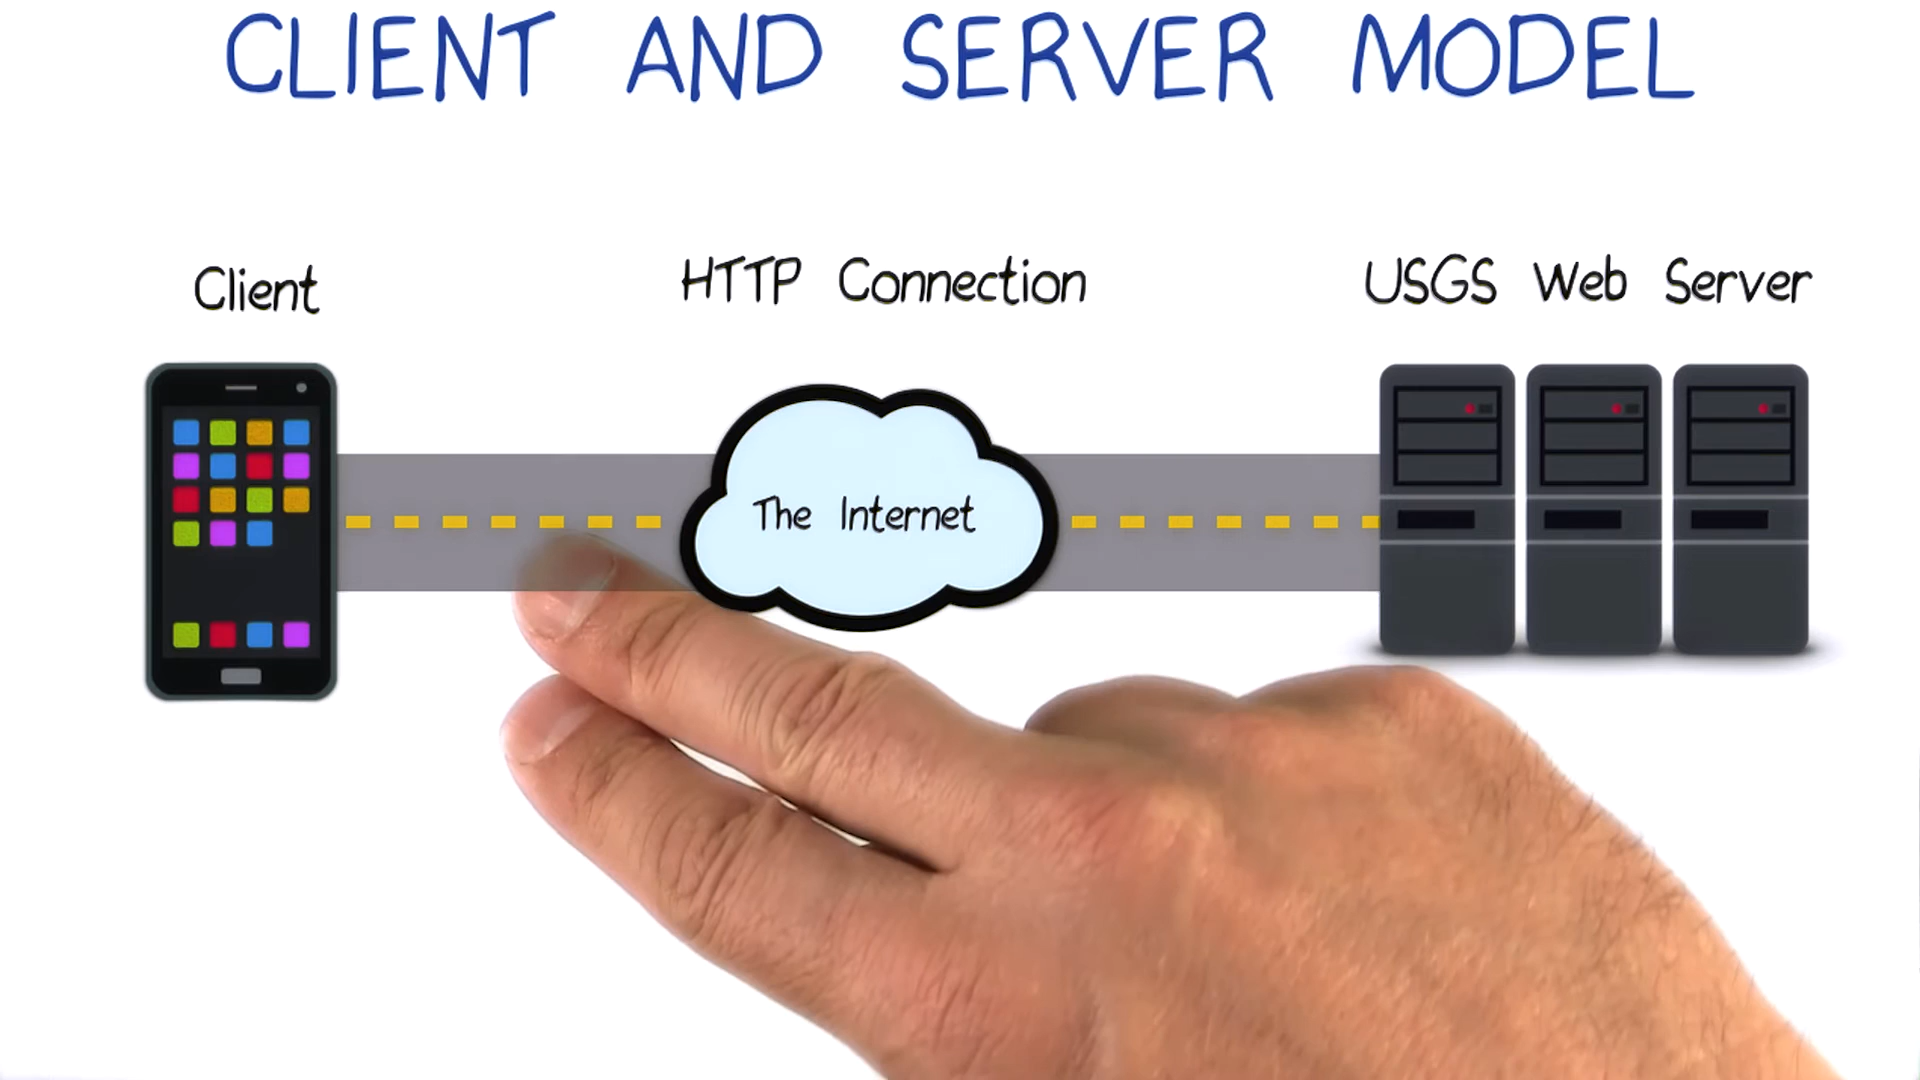 CLIENT AND SERVER MODEL
Client
HTTP Connection
USGS Web Server
The Internet